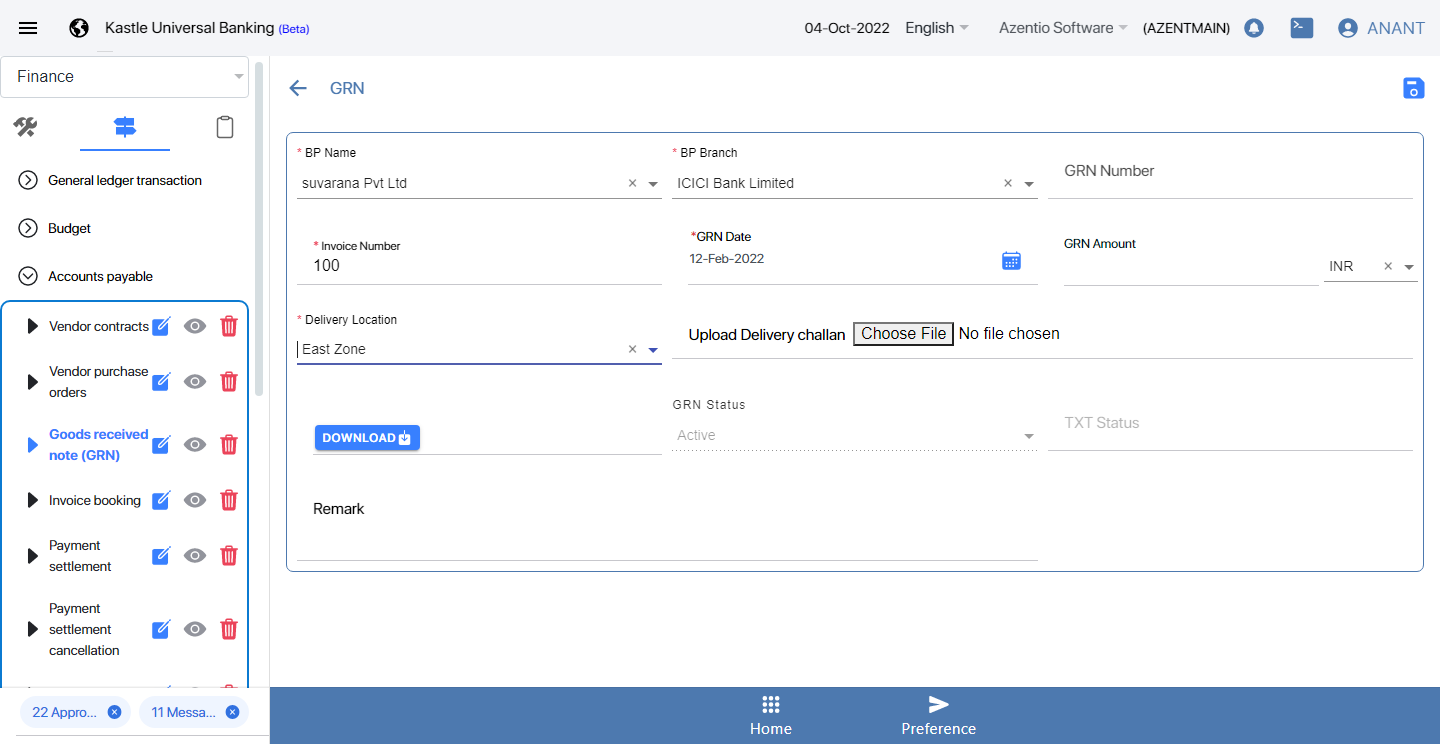 Kastle Universal Banking (Beta)
04-Oct-2022
English
Azentio Software
(AZENTMAIN)
ANANT
Finance
General ledger transaction
Budget
Accounts payable
Vendor contracts
Vendor purchase
orders
Goods received
note (GRN)
Invoice booking
Payment
settlement
Payment
settlement
cancellation
22 Appro...
11 Messa...
GRN
* BP Name
suvarana Pvt Ltd
* BP Branch
ICICI Bank Limited
GRN Number
* Invoice Number
100
*GRN Date
12-Feb-2022
GRN Amount
INR
* Delivery Location
East Zone
Upload Delivery challan Choose File No file chosen
DOWNLOAD
GRN Status
Active
TXT Status
Remark
Home
Preference